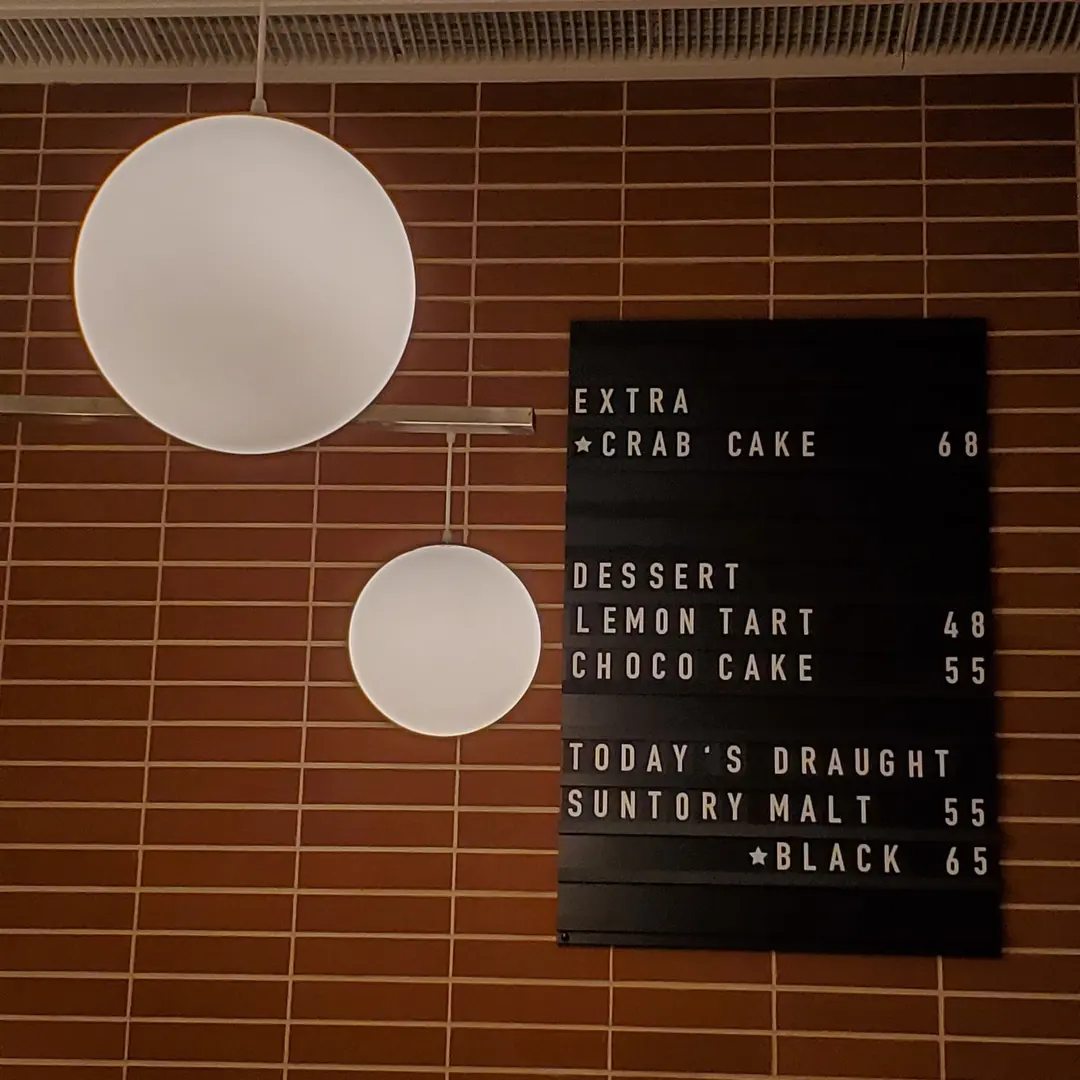 EXTRA
★CRAB CAKE 68
DESSERT
LEMON TART 48
CHOCO CAKE 55
TODAY‘S DRAUGHT
SUNTORY MALT 55
★BLACK 65